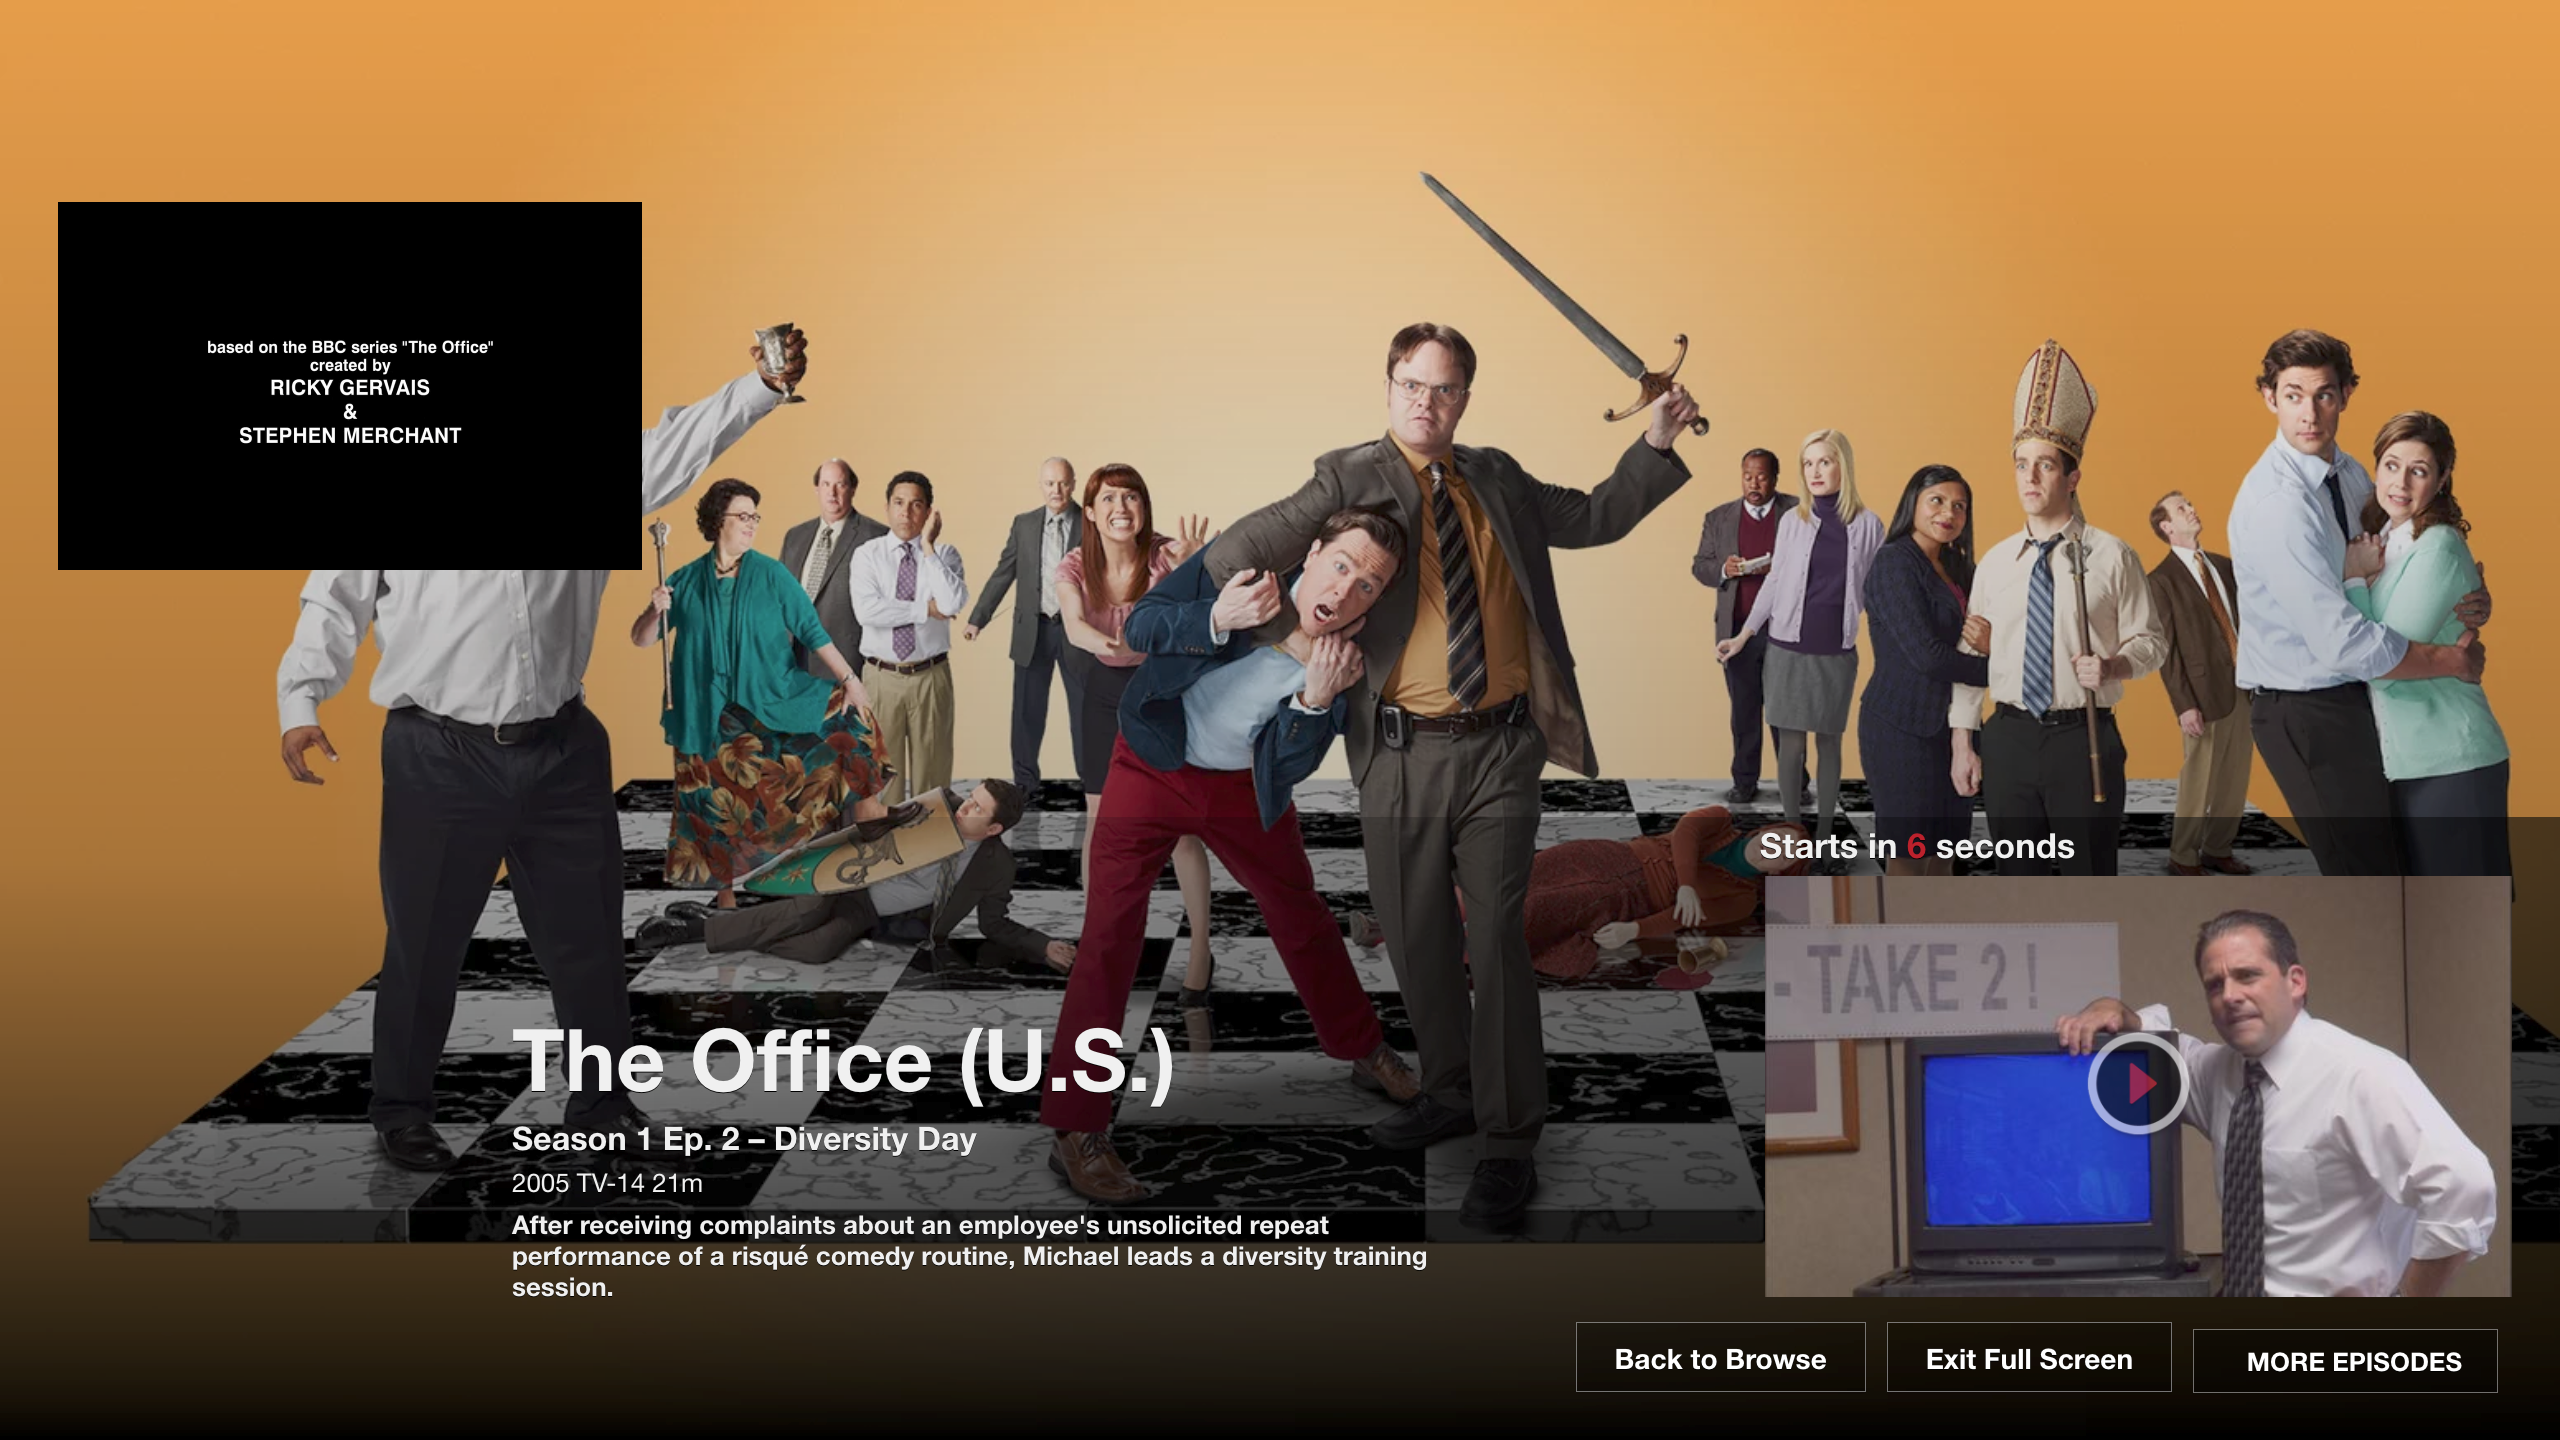 based on the BBC series "The Office"
created by
RICKY GERVAIS
&
STEPHEN MERCHANT
Starts in 6 seconds
- TAKE 2 !
The Office (U.S.)
Season 1 Ep. 2 – Diversity Day
2005 TV-14 21m
After receiving complaints about an employee's unsolicited repeat
performance of a risqué comedy routine, Michael leads a diversity training
session.
Back to Browse
Exit Full Screen
MORE EPISODES